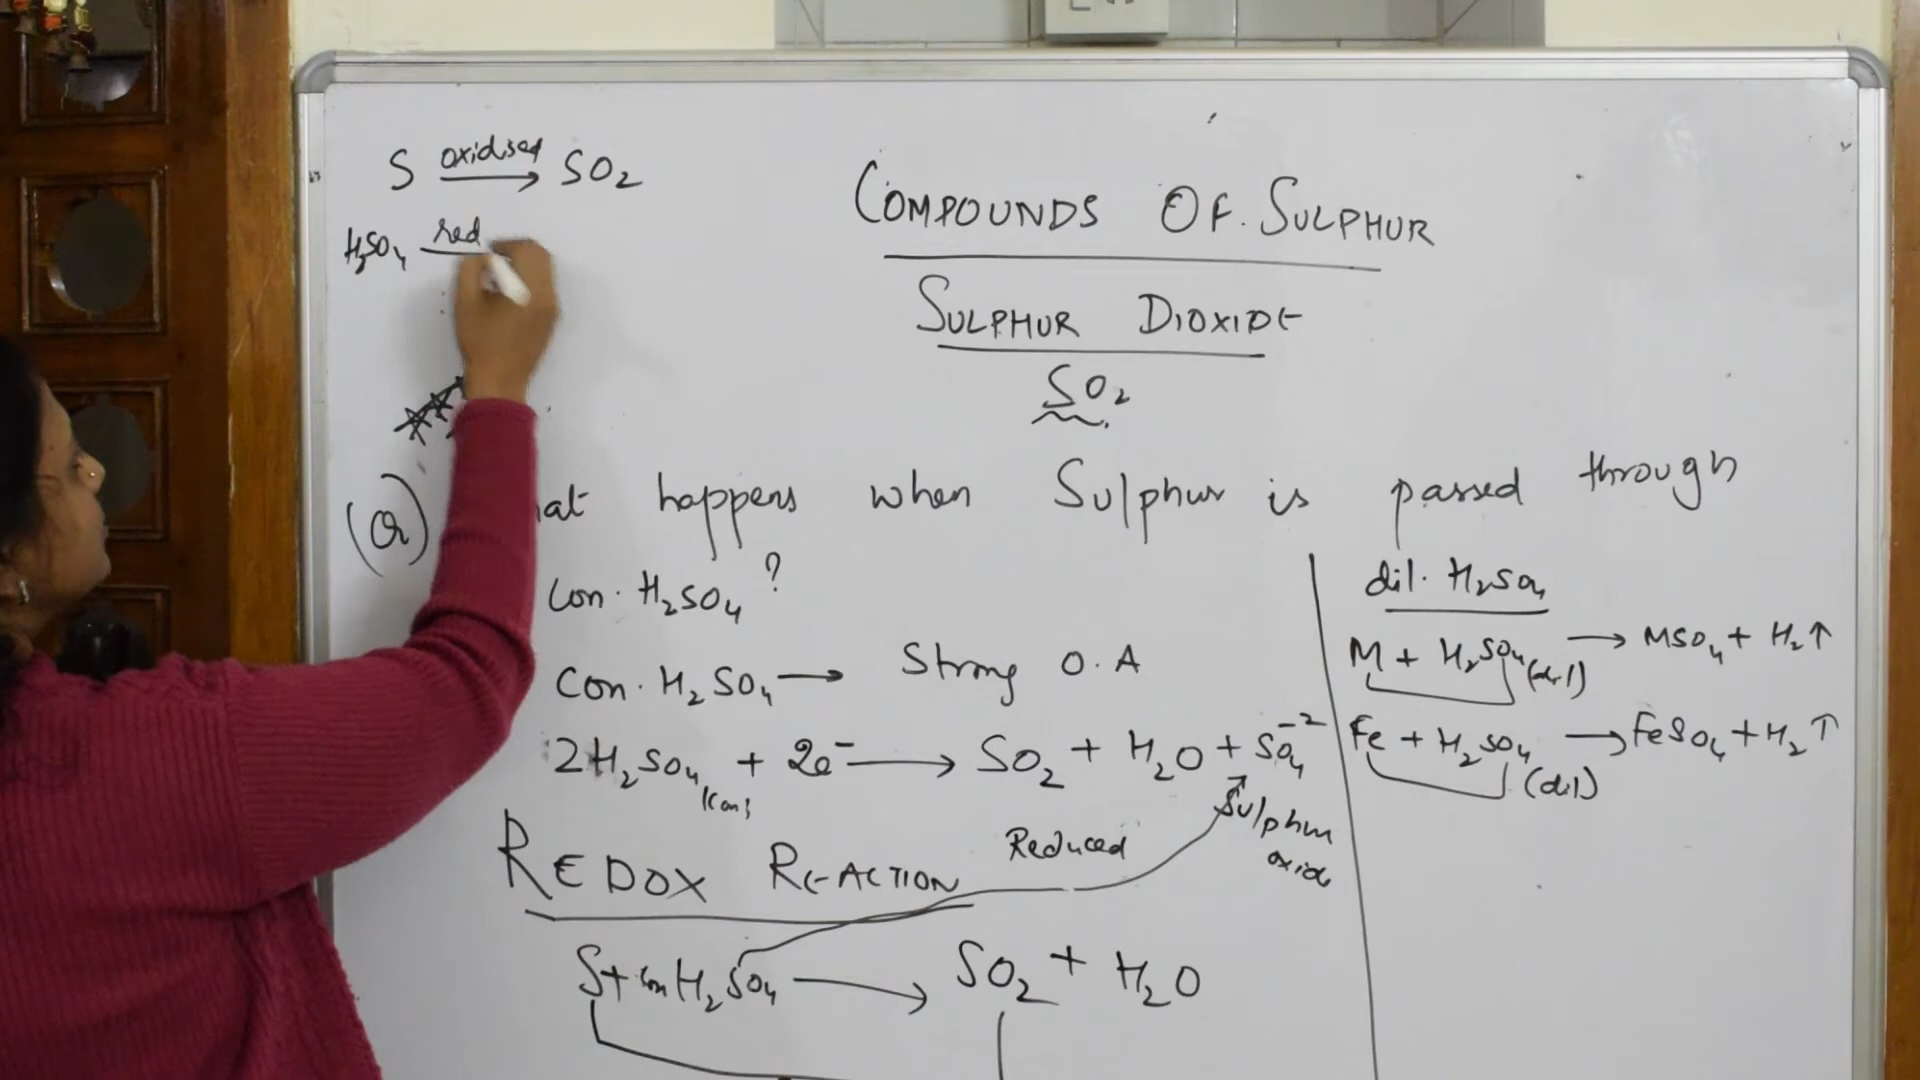 S oxidised → SO₂
H₂SO₄ red
COMPOUNDS OF. SULPHUR
SULPHUR DIOXIDE
SO₂
(Q) at happens when Sulphur is passed through
Con. H₂SO₄ ?
Con. H₂SO₄ → Strong O.A
2H₂SO₄ (con) + 2e⁻ → SO₂ + H₂O + SO₄⁻²
Sulphur
oxide
REDOX REACTION
Reduced
S + con H₂SO₄ → SO₂ + H₂O
dil. H₂SO₄
M + H₂SO₄ (dil) → MSO₄ + H₂↑
Fe + H₂SO₄ (dil) → FeSO₄ + H₂↑